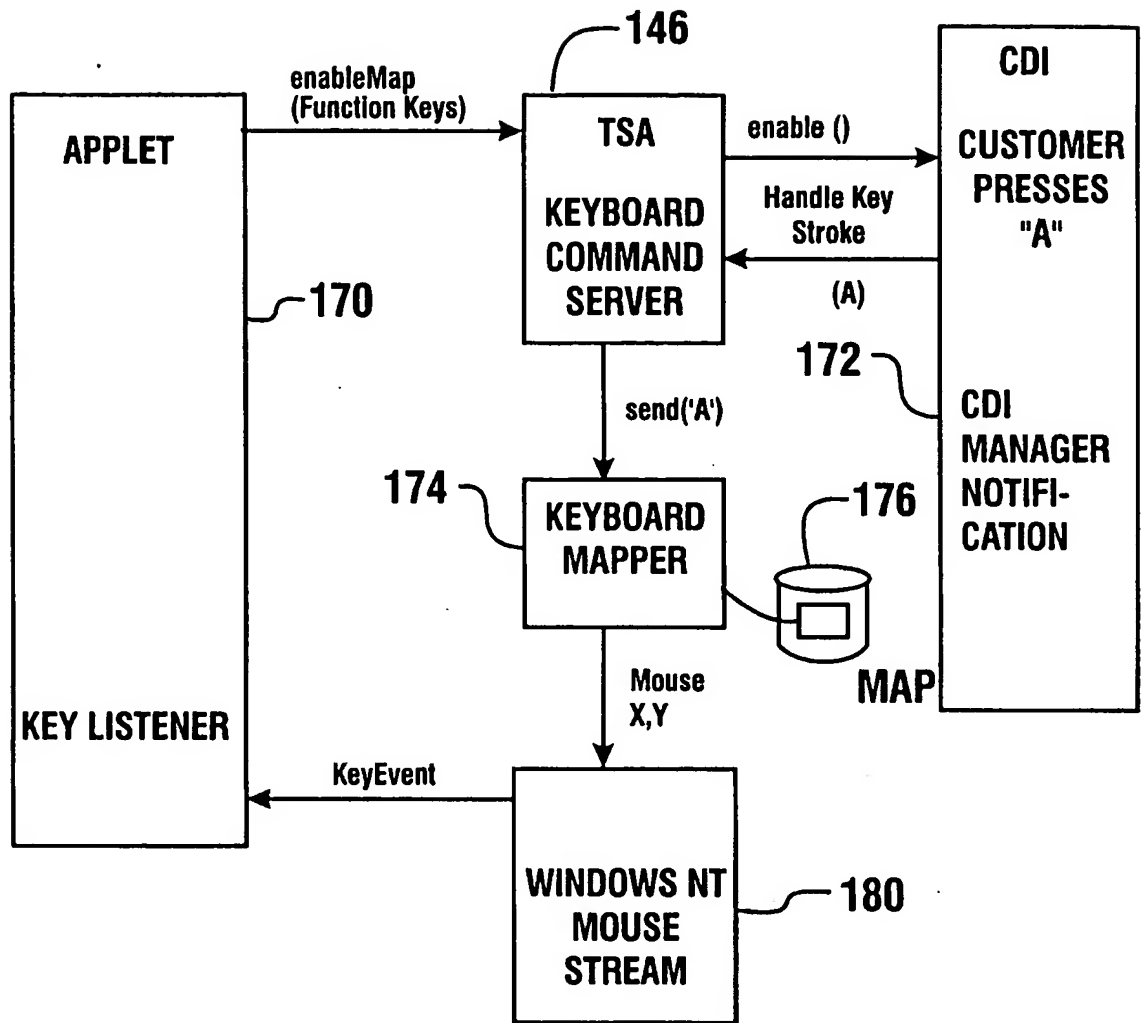 146
enableMap
(Function Keys)
APPLET
170
KEY LISTENER
TSA
KEYBOARD
COMMAND
SERVER
enable ()
Handle Key
Stroke
(A)
CDI
CUSTOMER
PRESSES
"A"
172
CDI
MANAGER
NOTIFI-
CATION
send('A')
174
KEYBOARD
MAPPER
176
MAP
Mouse
X,Y
KeyEvent
WINDOWS NT
MOUSE
STREAM
180